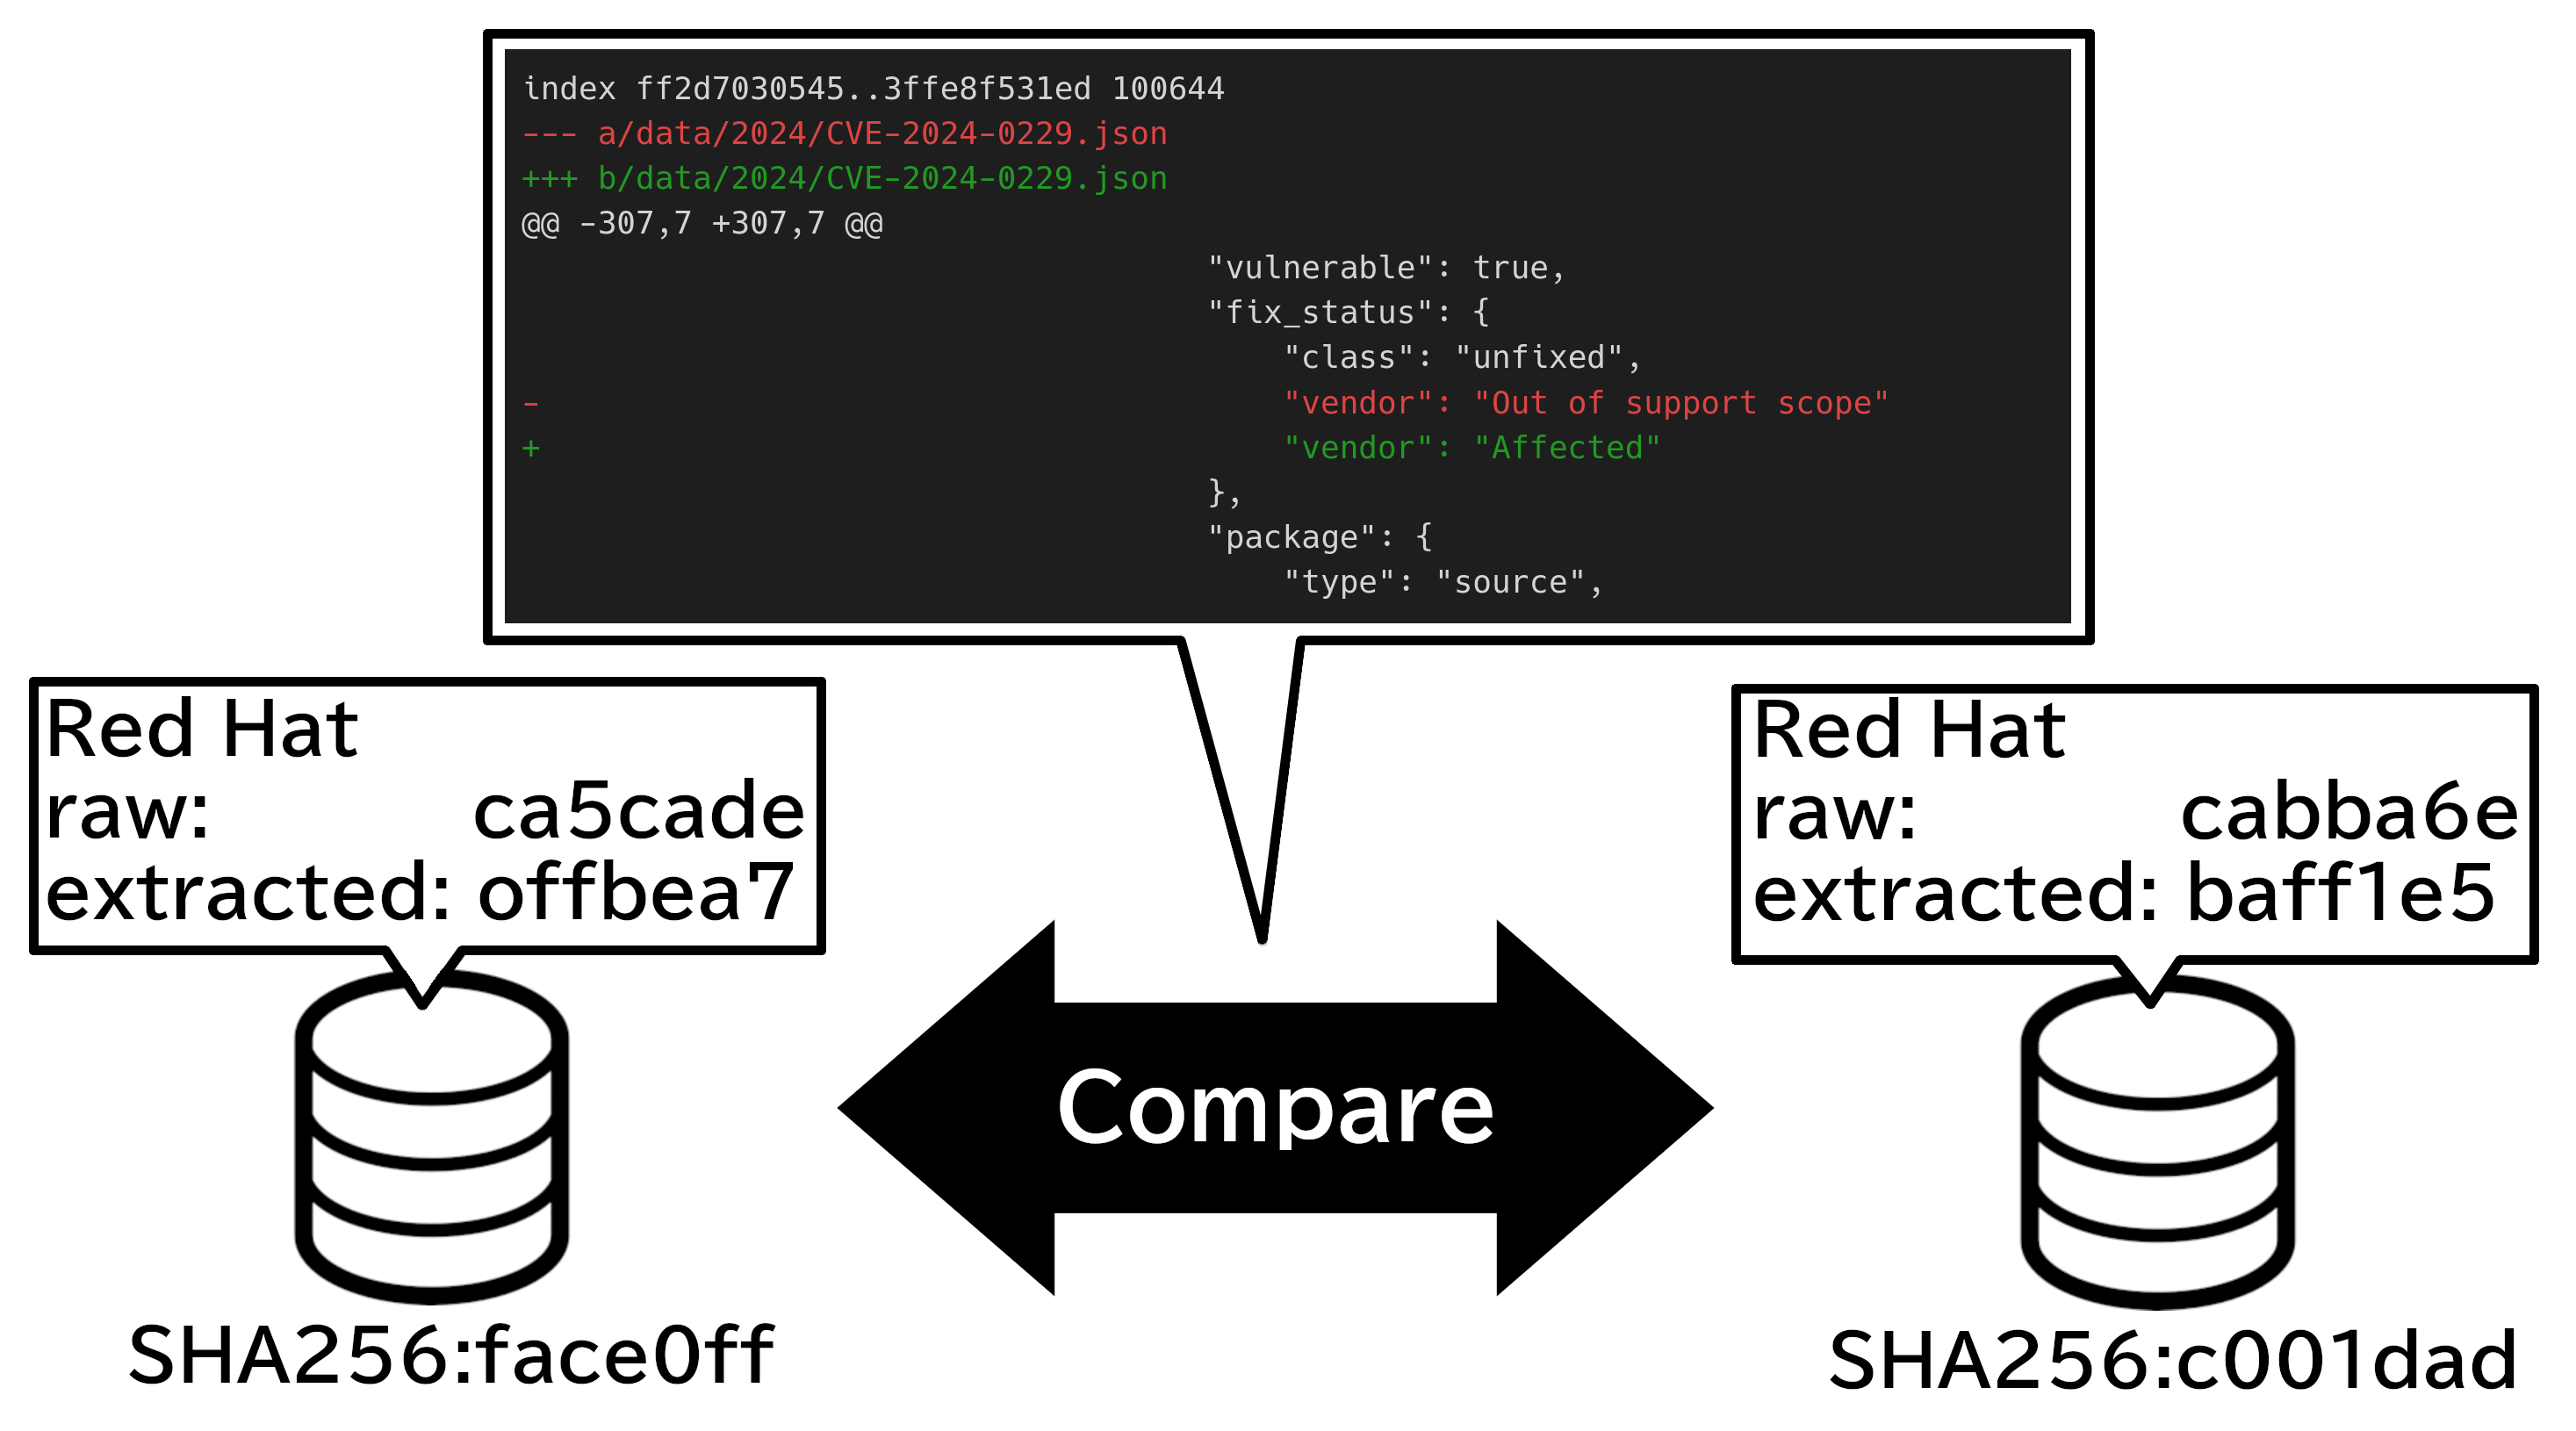 index ff2d7030545..3ffe8f531ed 100644
--- a/data/2024/CVE-2024-0229.json
+++ b/data/2024/CVE-2024-0229.json
@@ -307,7 +307,7 @@
"vulnerable": true,
"fix_status": {
"class": "unfixed",
- "vendor": "Out of support scope"
+ "vendor": "Affected"
},
"package": {
"type": "source",
Red Hat
raw: ca5cade
extracted: offbea7
Red Hat
raw: cabba6e
extracted: baff1e5
Compare
SHA256:face0ff
SHA256:c001dad